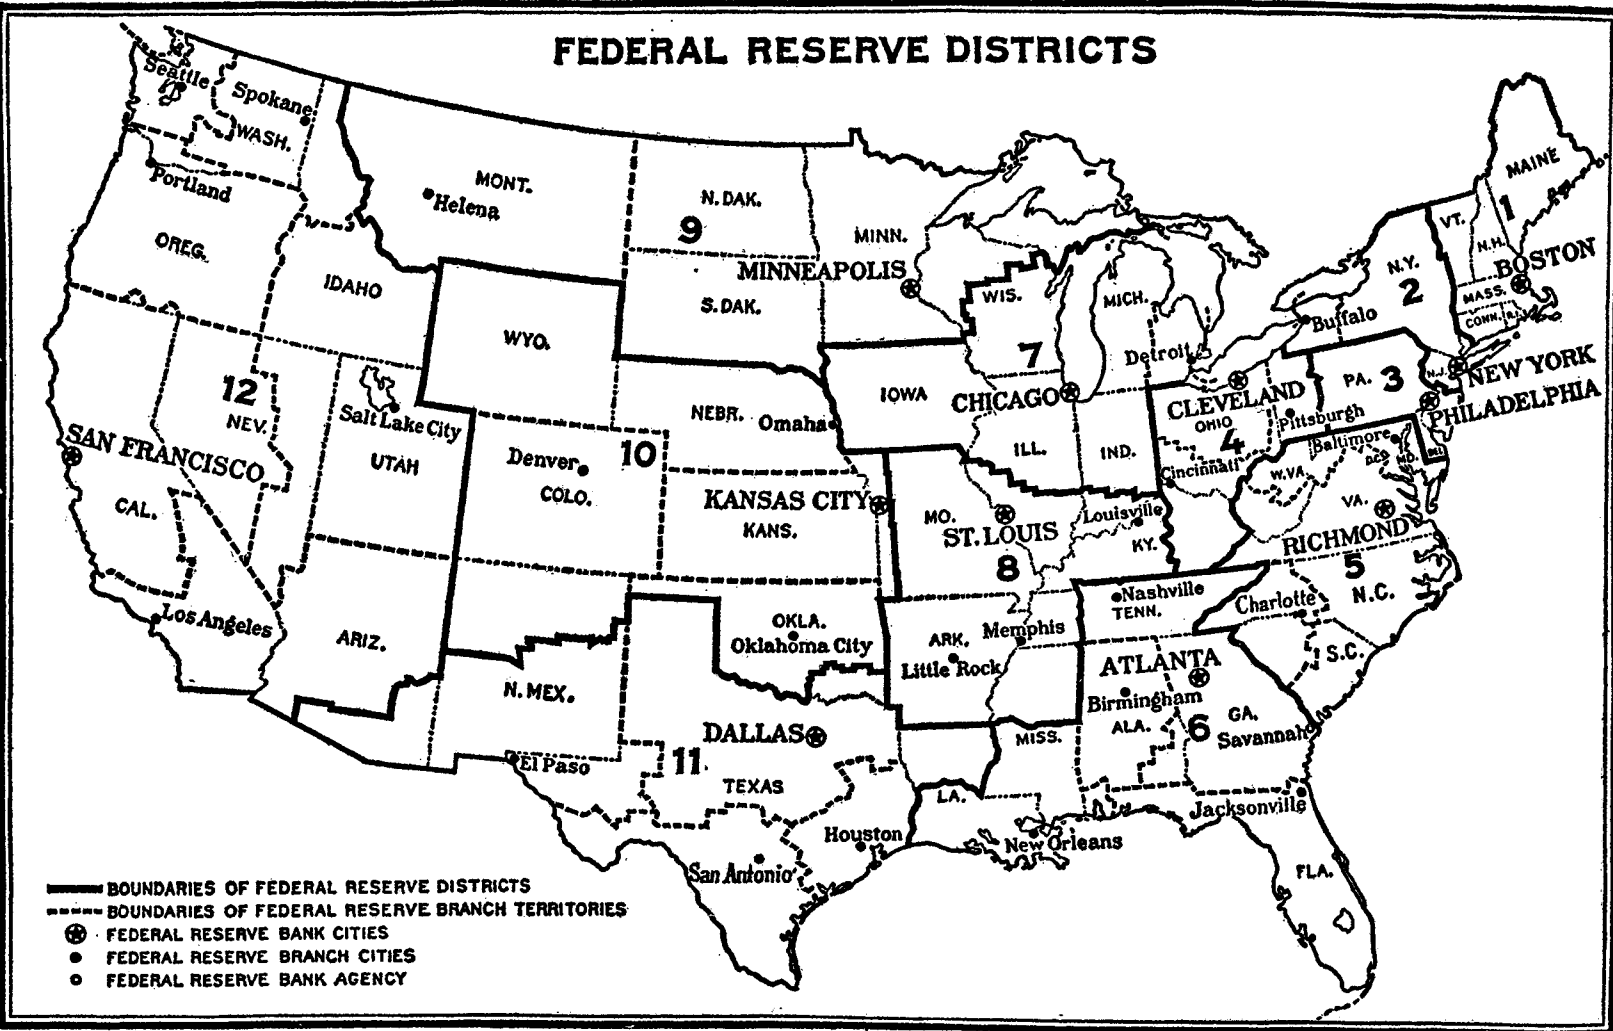 FEDERAL RESERVE DISTRICTS
Seattle
Spokane
WASH.
Portland
OREG.
IDAHO
MONT.
Helena
N. DAK.
9
MINN.
MINNEAPOLIS
S. DAK.
WYO.
WIS.
MICH.
7
Detroit
IOWA
CHICAGO
MAINE
VT.
1
N.H.
BOSTON
N.Y.
2
MASS.
CONN.
R.I.
Buffalo
N.J.
NEW YORK
PA.
3
PHILADELPHIA
CLEVELAND
OHIO
4
Pittsburgh
Baltimore
D.C.
MD.
DEL.
Cincinnati
W.VA.
VA.
RICHMOND
5
12
NEV.
Salt Lake City
UTAH
SAN FRANCISCO
CAL.
Los Angeles
ARIZ.
NEBR.
Omaha
10
Denver
COLO.
KANSAS CITY
KANS.
ILL.
IND.
MO.
ST. LOUIS
8
Louisville
KY.
Nashville
TENN.
Charlotte
N.C.
S.C.
OKLA.
Oklahoma City
ARK.
Memphis
Little Rock
N. MEX.
ATLANTA
Birmingham
ALA.
6
GA.
Savannah
DALLAS
11
El Paso
TEXAS
MISS.
LA.
Jacksonville
Houston
New Orleans
San Antonio
FLA.
BOUNDARIES OF FEDERAL RESERVE DISTRICTS
BOUNDARIES OF FEDERAL RESERVE BRANCH TERRITORIES
FEDERAL RESERVE BANK CITIES
FEDERAL RESERVE BRANCH CITIES
FEDERAL RESERVE BANK AGENCY